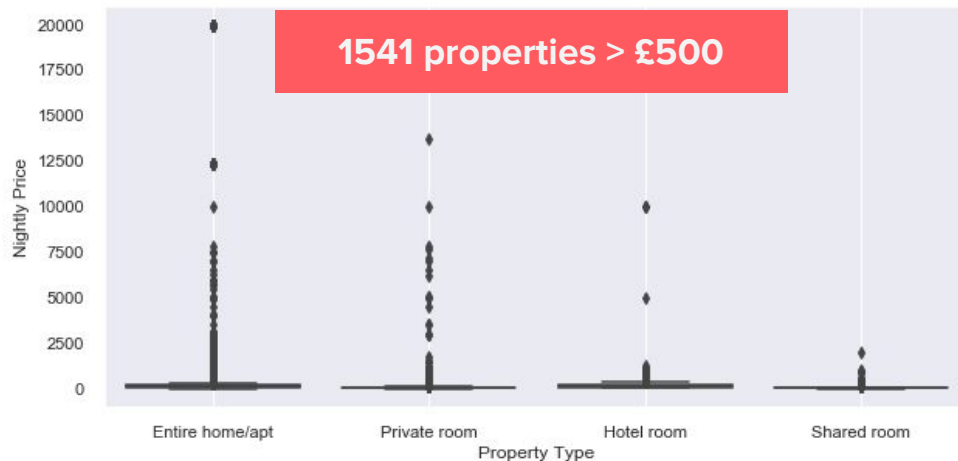 1541 properties > £500
20000
17500
15000
12500
10000
7500
5000
2500
0
Nightly Price
Entire home/apt
Private room
Hotel room
Shared room
Property Type